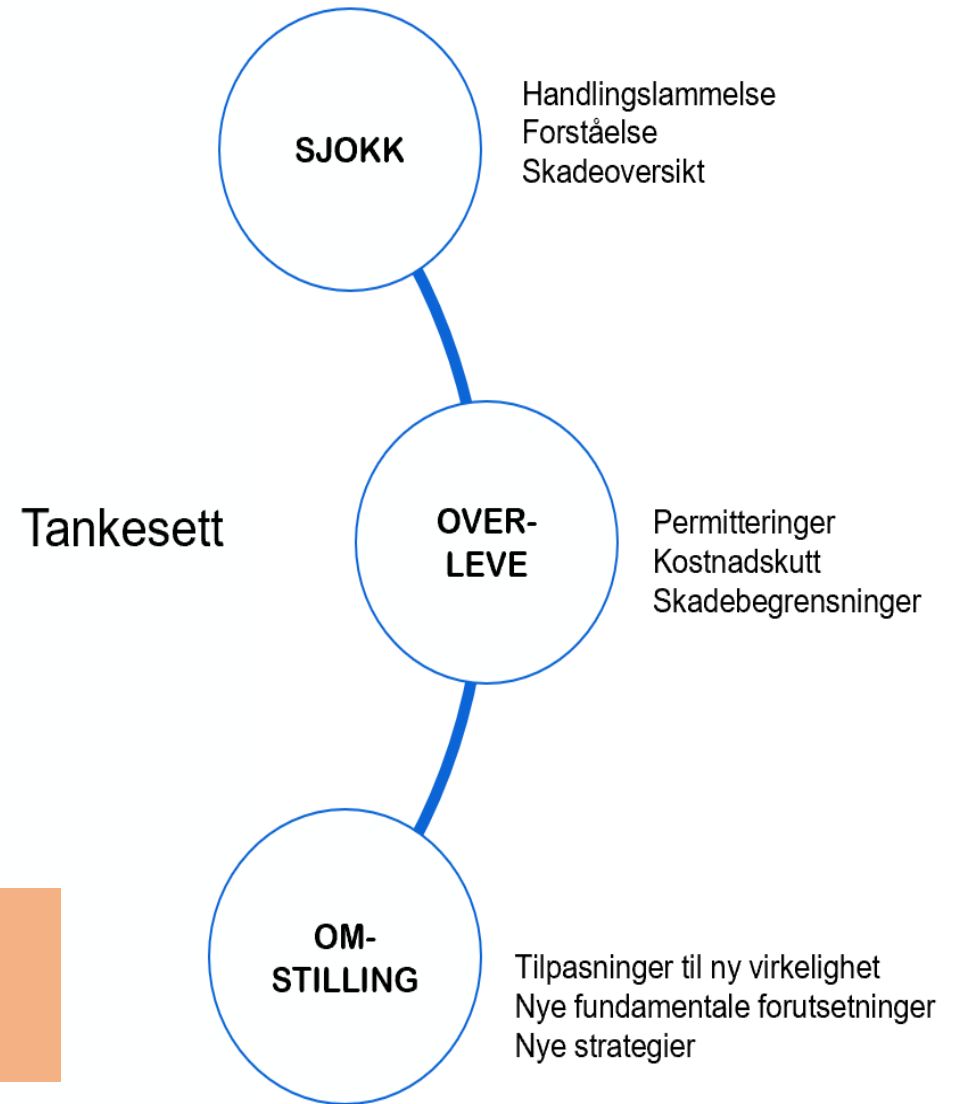 SJOKK
Handlingslammelse
Forståelse
Skadeoversikt
Tankesett
OVER-
LEVE
Permitteringer
Kostnadskutt
Skadebegrensninger
OM-
STILLING
Tilpasninger til ny virkelighet
Nye fundamentale forutsetninger
Nye strategier